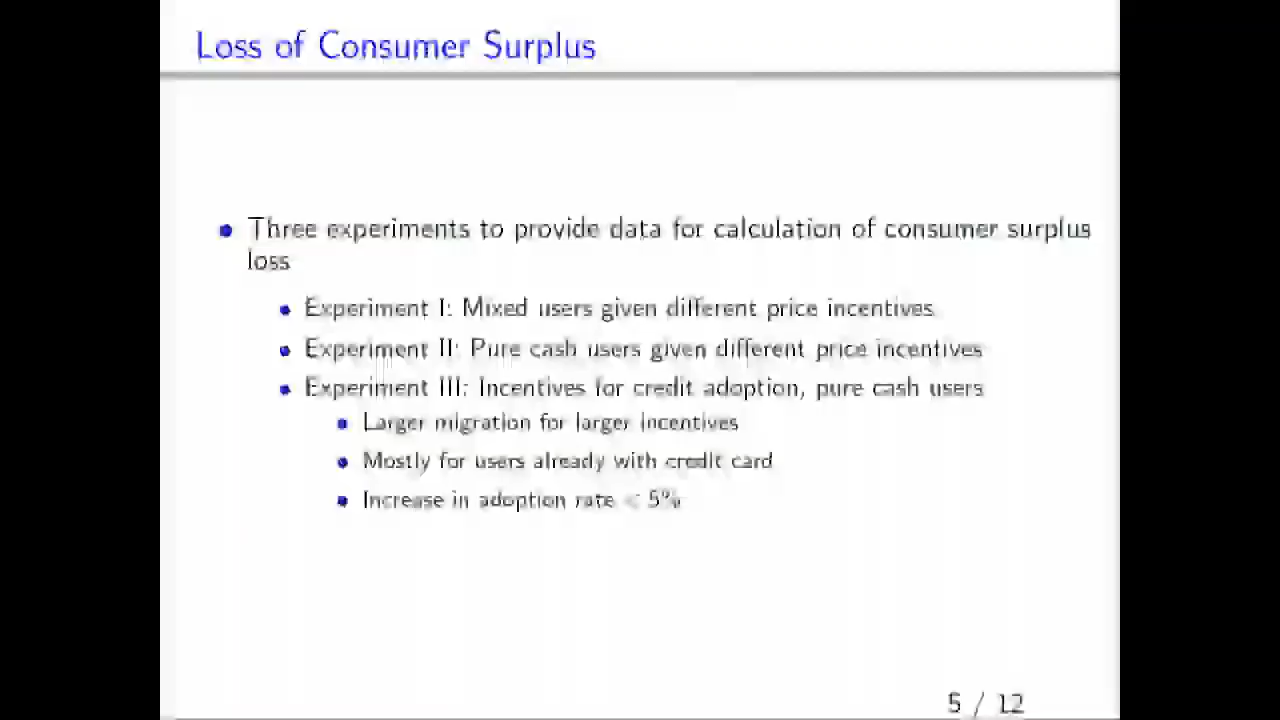 Loss of Consumer Surplus
Three experiments to provide data for calculation of consumer surplus
loss
Experiment I: Mixed users given different price incentives
Experiment II: Pure cash users given different price incentives
Experiment III: Incentives for credit adoption, pure cash users
Larger migration for larger incentives
Mostly for users already with credit card
Increase in adoption rate < 5%
5 / 12